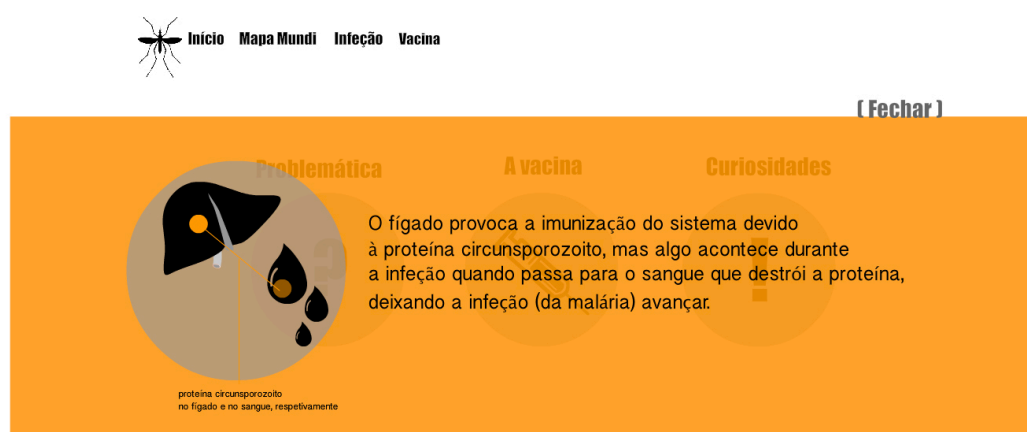 Início Mapa Mundi Infeção Vacina
( Fechar )
Problemática A vacina Curiosidades
O fígado provoca a imunização do sistema devido
à proteína circunsporozoito, mas algo acontece durante
a infeção quando passa para o sangue que destrói a proteína,
deixando a infeção (da malária) avançar.
proteína circunsporozoito
no fígado e no sangue, respetivamente